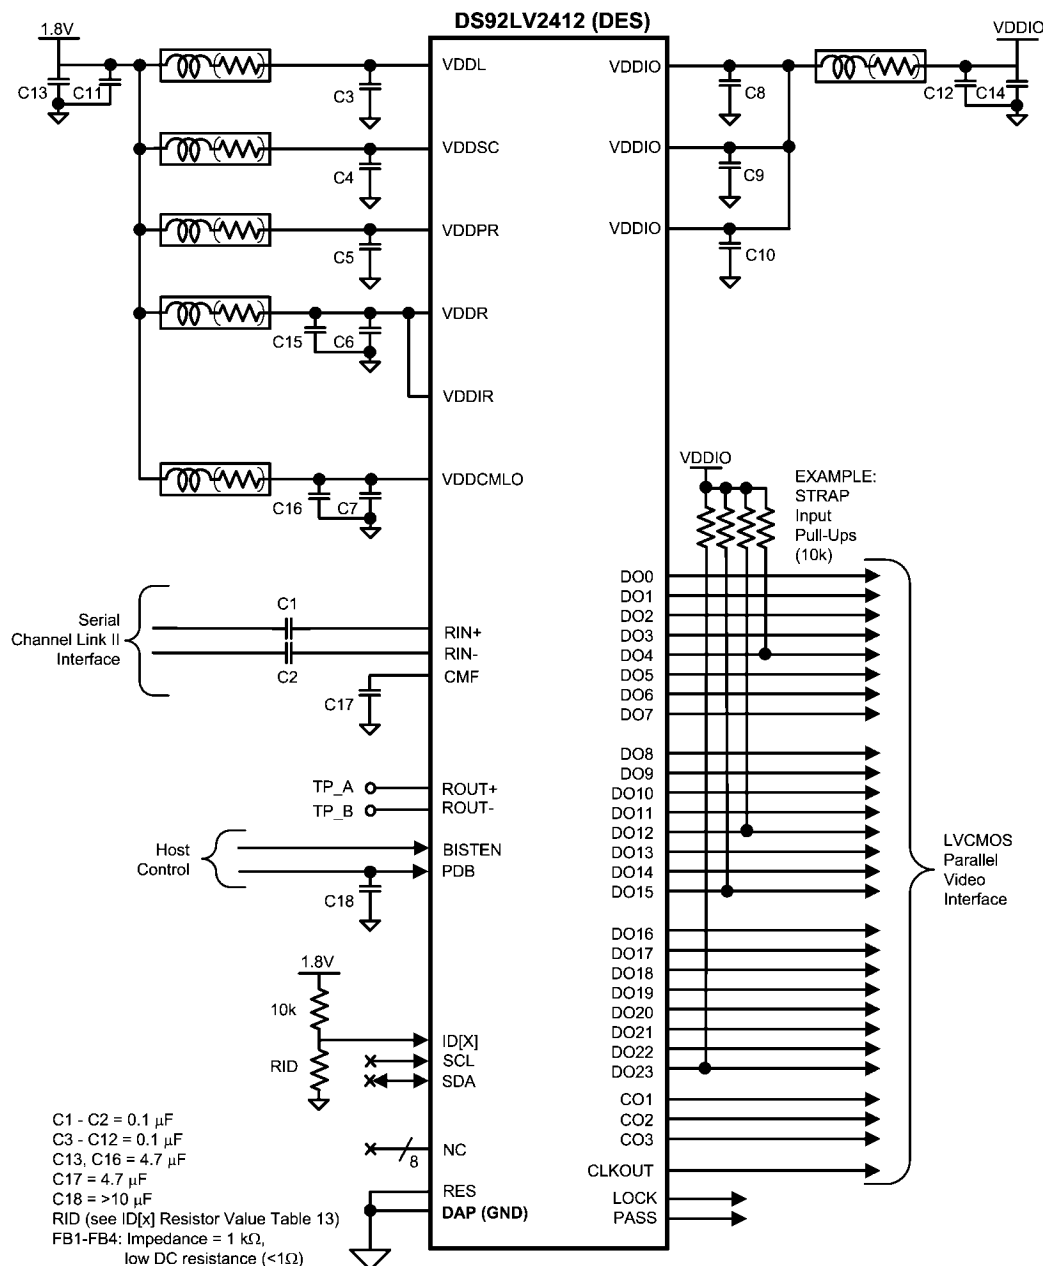 DS92LV2412 (DES)
1.8V
C13
C11
C3
VDDL
C4
VDDSC
C5
VDDPR
C15
C6
VDDR
VDDIR
C16
C7
VDDCMLO
VDDIO
C8
VDDIO
C9
VDDIO
C10
VDDIO
C12
C14
VDDIO
EXAMPLE:
STRAP
Input
Pull-Ups
(10k)
Serial
Channel Link II
Interface
C1
C2
RIN+
RIN-
CMF
C17
TP_A
TP_B
ROUT+
ROUT-
Host
Control
BISTEN
PDB
C18
1.8V
10k
RID
ID[X]
SCL
SDA
NC
8
RES
DAP (GND)
DO0
DO1
DO2
DO3
DO4
DO5
DO6
DO7
DO8
DO9
DO10
DO11
DO12
DO13
DO14
DO15
DO16
DO17
DO18
DO19
DO20
DO21
DO22
DO23
CO1
CO2
CO3
CLKOUT
LOCK
PASS
LVCMOS
Parallel
Video
Interface
C1 - C2 = 0.1 μF
C3 - C12 = 0.1 μF
C13, C16 = 4.7 μF
C17 = 4.7 μF
C18 = >10 μF
RID (see ID[x] Resistor Value Table 13)
FB1-FB4: Impedance = 1 kΩ,
low DC resistance (<1Ω)